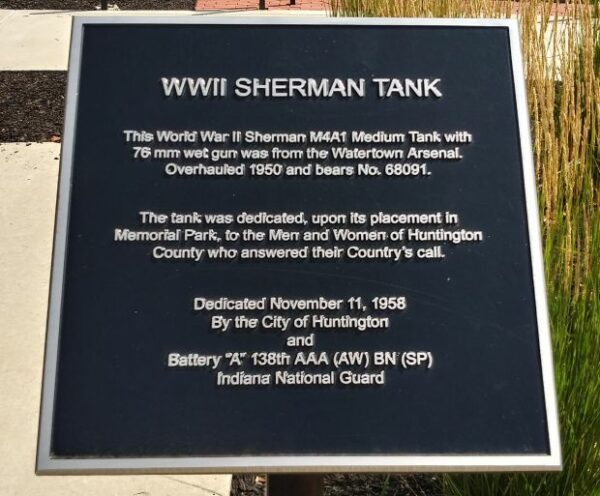 WWII SHERMAN TANK
This World War II Sherman M4A1 Medium Tank with
76 mm wet gun was from the Watertown Arsenal.
Overhauled 1950 and bears No. 68091.
The tank was dedicated, upon its placement in
Memorial Park, to the Men and Women of Huntington
County who answered their Country's call.
Dedicated November 11, 1958
By the City of Huntington
and
Battery "A" 138th AAA (AW) BN (SP)
Indiana National Guard